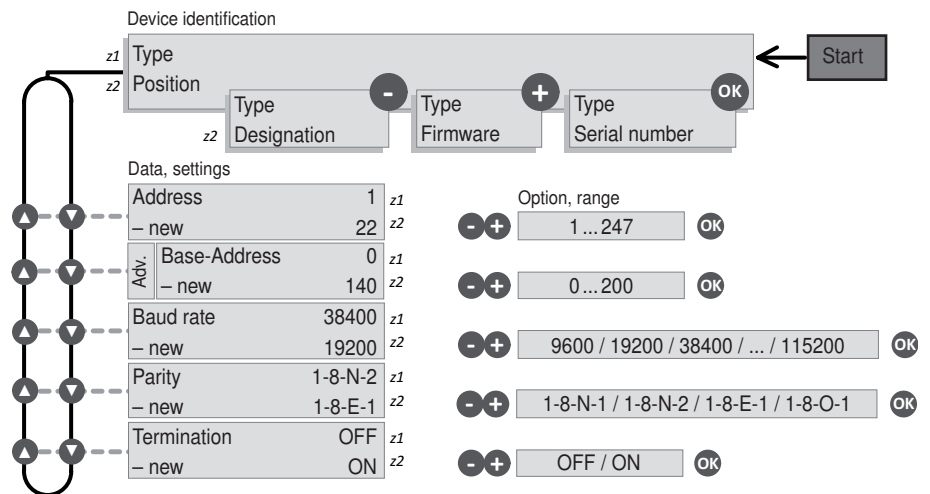 Device identification
z1 Type
z2 Position
Start
-
+
OK
Type
z2 Designation
Type
Firmware
Type
Serial number
Data, settings
Option, range
Address 1 z1
– new 22 z2
- + 1 ... 247 OK
Adv.
Base-Address 0 z1
– new 140 z2
- + 0 ... 200 OK
Baud rate 38400 z1
– new 19200 z2
- + 9600 / 19200 / 38400 / ... / 115200 OK
Parity 1-8-N-2 z1
– new 1-8-E-1 z2
- + 1-8-N-1 / 1-8-N-2 / 1-8-E-1 / 1-8-O-1 OK
Termination OFF z1
– new ON z2
- + OFF / ON OK